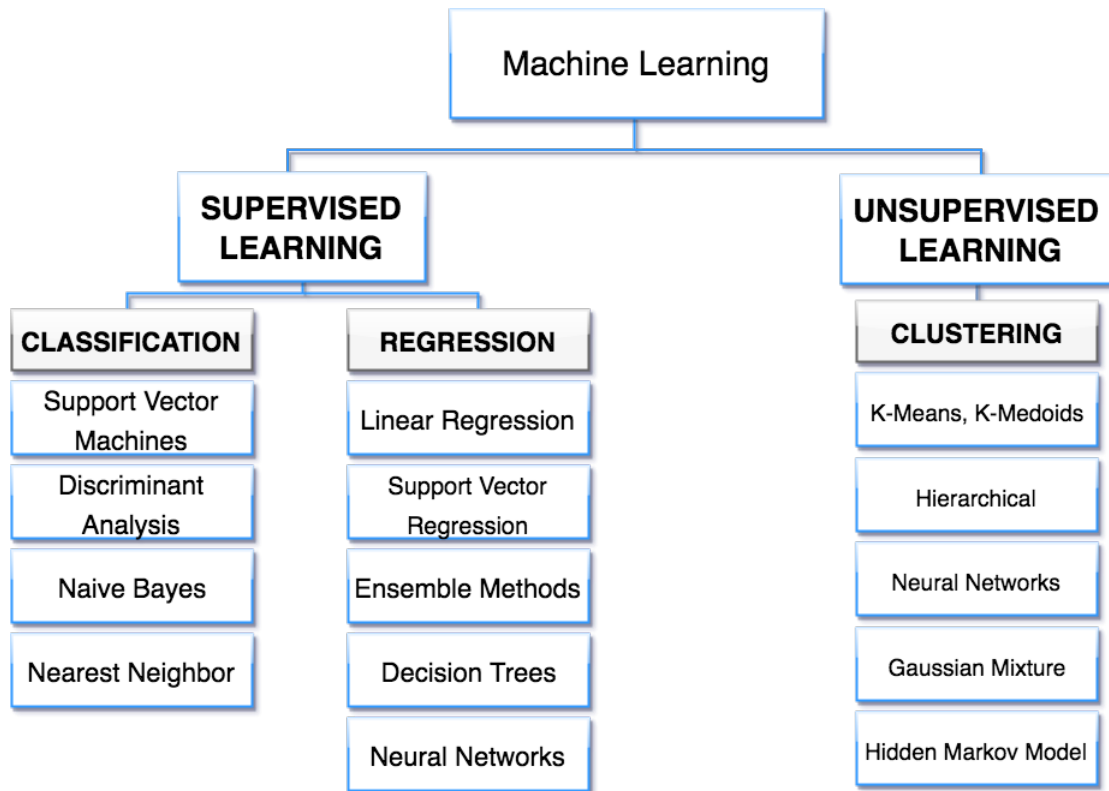 Machine Learning
SUPERVISED
LEARNING
UNSUPERVISED
LEARNING
CLASSIFICATION
Support Vector
Machines
Discriminant
Analysis
Naive Bayes
Nearest Neighbor
REGRESSION
Linear Regression
Support Vector
Regression
Ensemble Methods
Decision Trees
Neural Networks
CLUSTERING
K-Means, K-Medoids
Hierarchical
Neural Networks
Gaussian Mixture
Hidden Markov Model